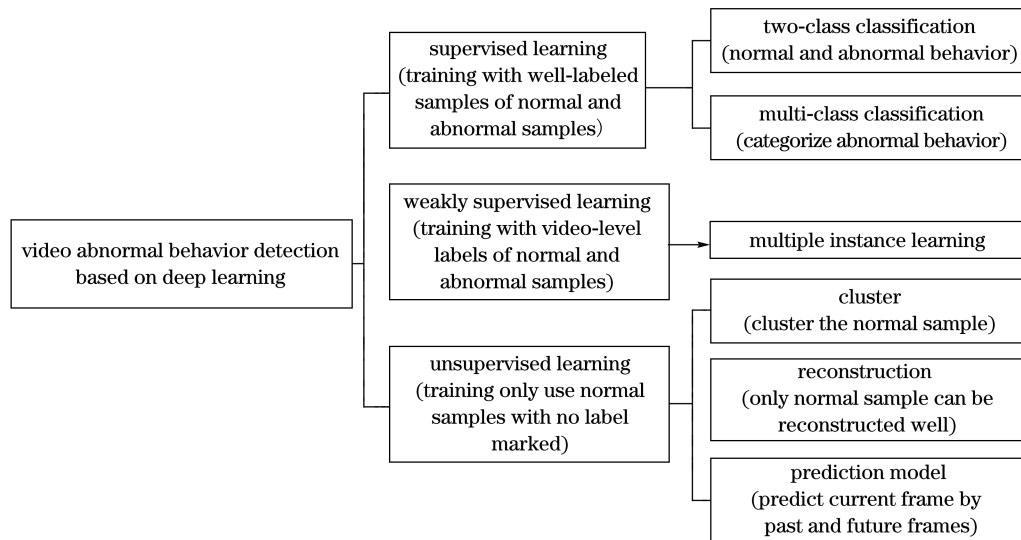 video abnormal behavior detection
based on deep learning
supervised learning
(training with well-labeled
samples of normal and
abnormal samples)
two-class classification
(normal and abnormal behavior)
multi-class classification
(categorize abnormal behavior)
weakly supervised learning
(training with video-level
labels of normal and
abnormal samples)
multiple instance learning
unsupervised learning
(training only use normal
samples with no label
marked)
cluster
(cluster the normal sample)
reconstruction
(only normal sample can be
reconstructed well)
prediction model
(predict current frame by
past and future frames)